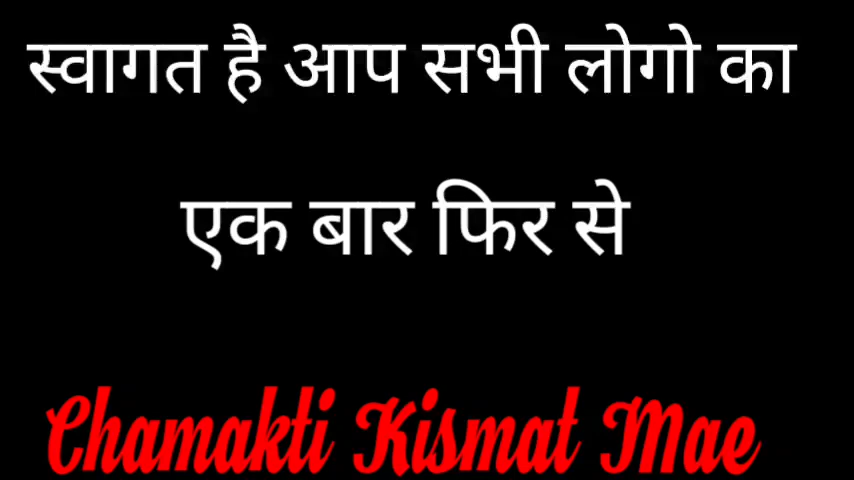 स्वागत है आप सभी लोगो का
एक बार फिर से
Chamakti Kismat Mae